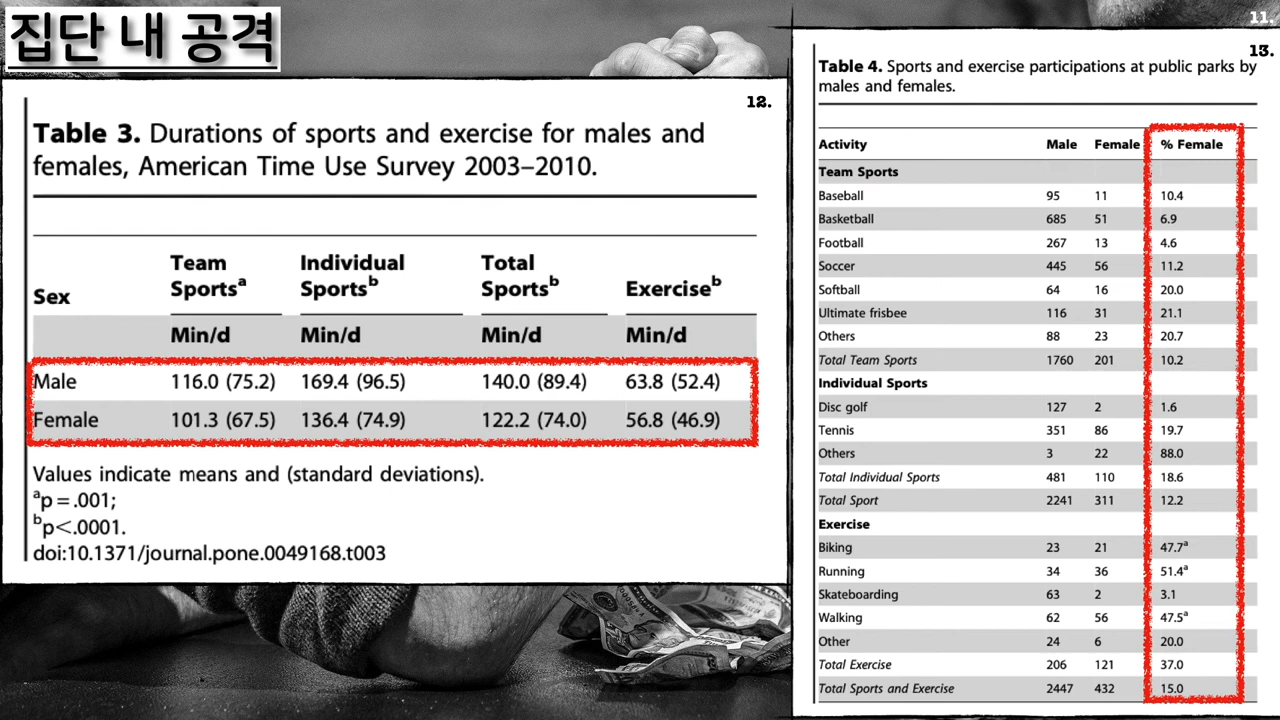 집단 내 공격
12.
Table 3. Durations of sports and exercise for males and
females, American Time Use Survey 2003–2010.
Sex Team Sportsᵃ Individual Sportsᵇ Total Sportsᵇ Exerciseᵇ
Min/d Min/d Min/d Min/d
Male 116.0 (75.2) 169.4 (96.5) 140.0 (89.4) 63.8 (52.4)
Female 101.3 (67.5) 136.4 (74.9) 122.2 (74.0) 56.8 (46.9)
Values indicate means and (standard deviations).
ᵃp = .001;
ᵇp<.0001.
doi:10.1371/journal.pone.0049168.t003
11.
13.
Table 4. Sports and exercise participations at public parks by
males and females.
Activity Male Female % Female
Team Sports
Baseball 95 11 10.4
Basketball 685 51 6.9
Football 267 13 4.6
Soccer 445 56 11.2
Softball 64 16 20.0
Ultimate frisbee 116 31 21.1
Others 88 23 20.7
Total Team Sports 1760 201 10.2
Individual Sports
Disc golf 127 2 1.6
Tennis 351 86 19.7
Others 3 22 88.0
Total Individual Sports 481 110 18.6
Total Sport 2241 311 12.2
Exercise
Biking 23 21 47.7ᵃ
Running 34 36 51.4ᵃ
Skateboarding 63 2 3.1
Walking 62 56 47.5ᵃ
Other 24 6 20.0
Total Exercise 206 121 37.0
Total Sports and Exercise 2447 432 15.0